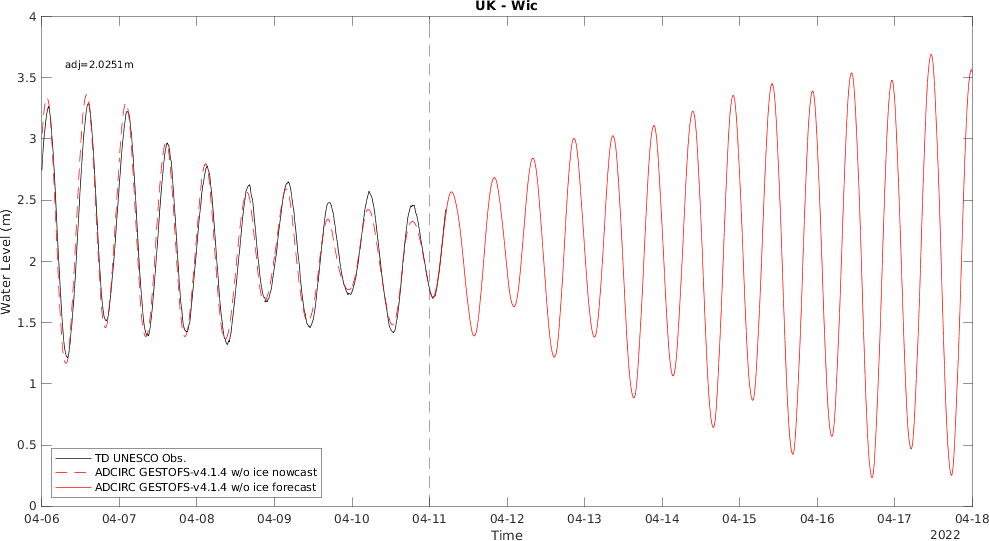 UK - Wic
adj=2.0251m
4
3.5
3
2.5
2
1.5
1
0.5
0
Water Level (m)
TD UNESCO Obs.
ADCIRC GESTOFS-v4.1.4 w/o ice nowcast
ADCIRC GESTOFS-v4.1.4 w/o ice forecast
04-06 04-07 04-08 04-09 04-10 04-11 04-12 04-13 04-14 04-15 04-16 04-17 04-18
Time
2022